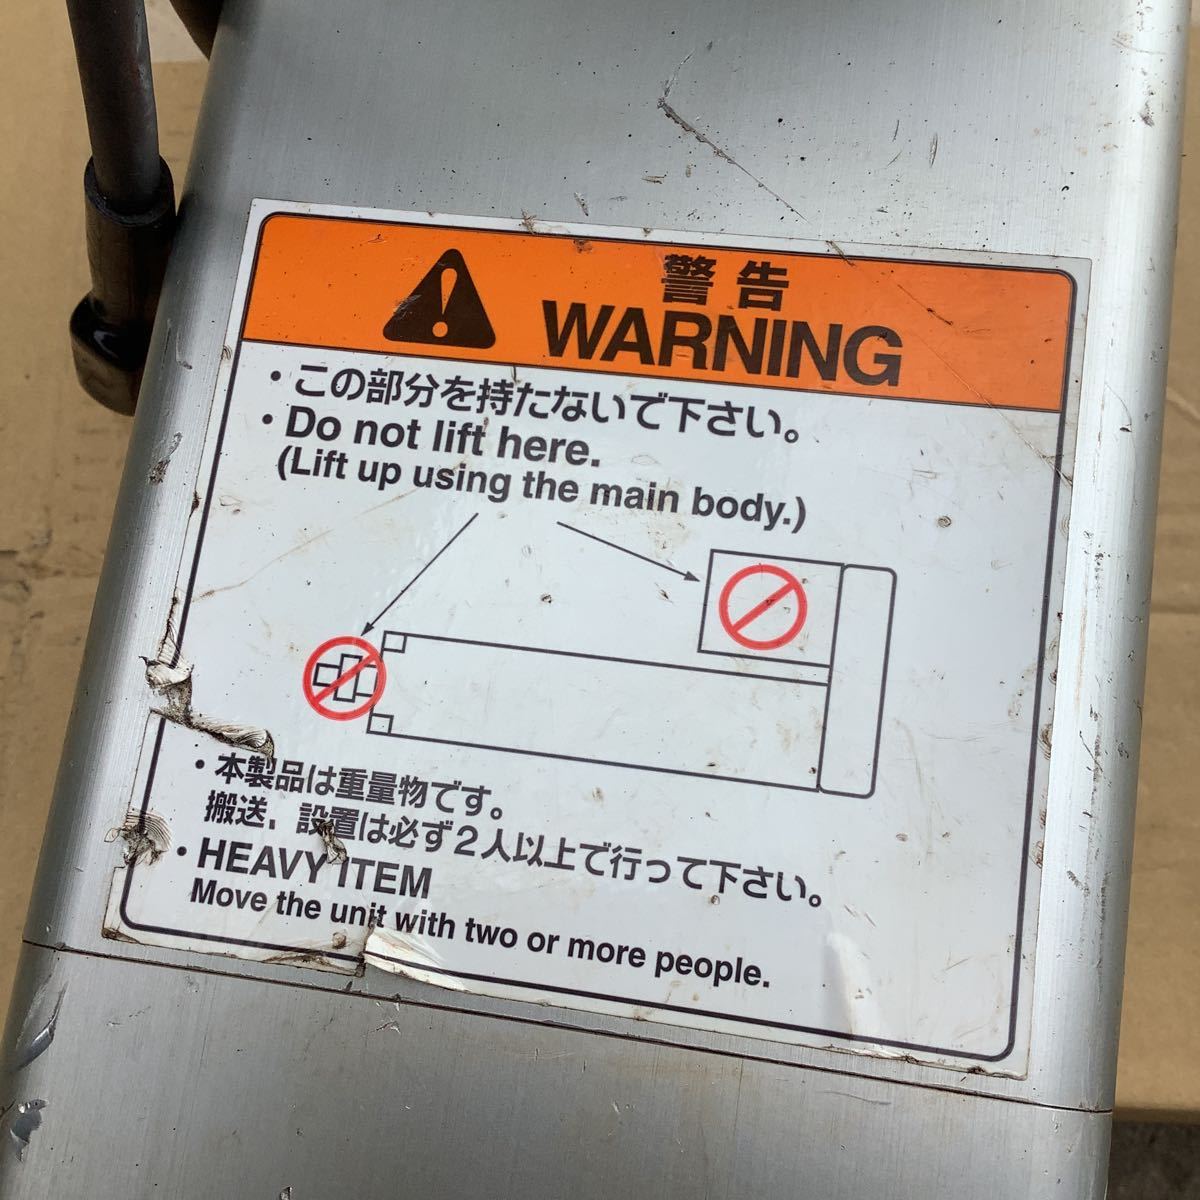 警告
WARNING
・この部分を持たないで下さい。
・Do not lift here.
(Lift up using the main body.)
・本製品は重量物です。
搬送、設置は必ず2人以上で行って下さい。
・HEAVY ITEM
Move the unit with two or more people.